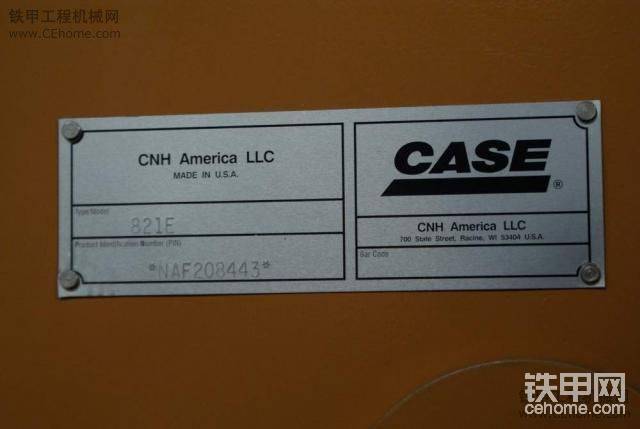 铁甲工程机械网
www.CEhome.com
CNH America LLC
MADE IN U.S.A.
Type/Model
821E
Product Identification Number (PIN)
*NAF208443*
CASE®
CNH America LLC
700 State Street, Racine, WI 53404 U.S.A.
Bar Code
铁甲网
cehome.com